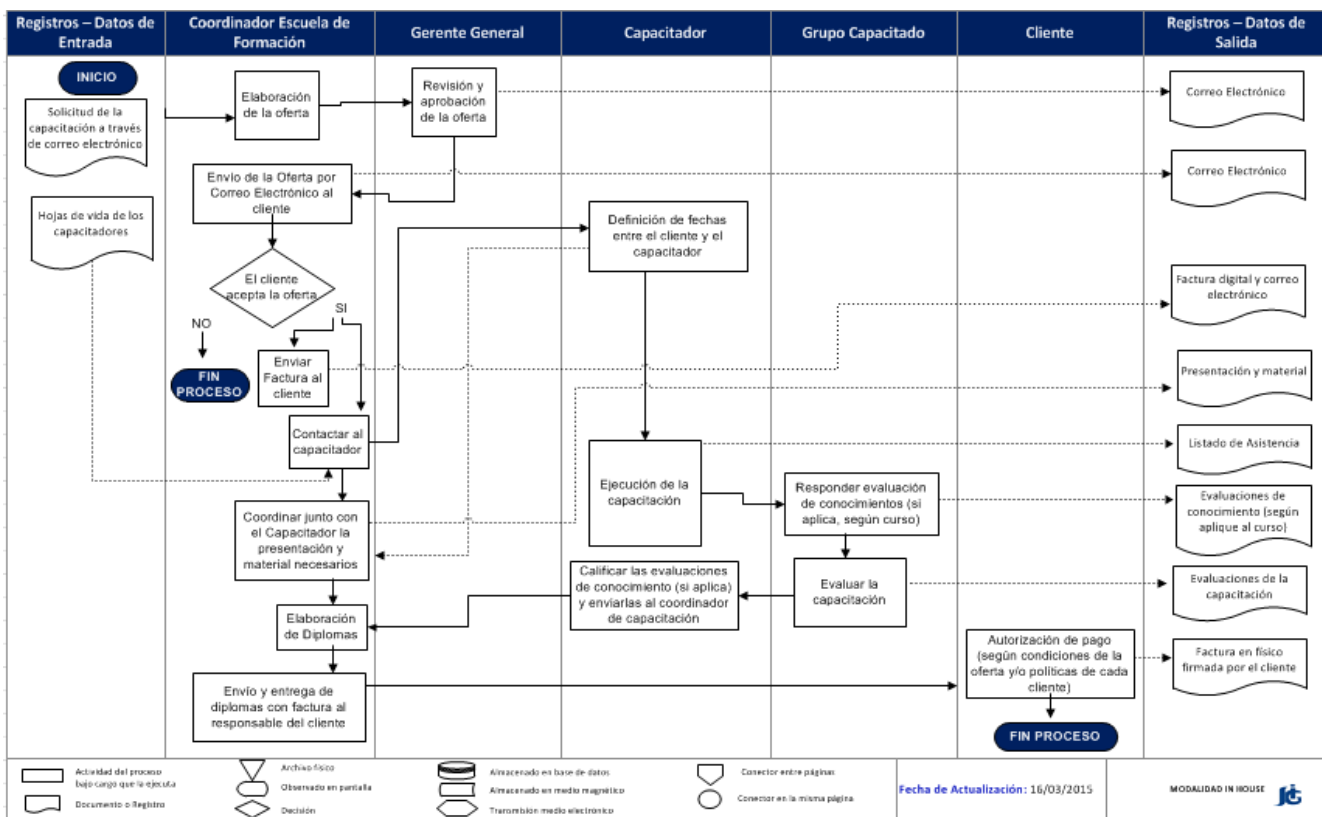 Registros – Datos de
Entrada
Coordinador Escuela de
Formación
Gerente General
Capacitador
Grupo Capacitado
Cliente
Registros – Datos de
Salida
INICIO
Solicitud de la
capacitación a través
de correo electrónico
Elaboración
de la oferta
Revisión y
aprobación
de la oferta
Correo Electrónico
Envío de la Oferta por
Correo Electrónico al
cliente
Correo Electrónico
Hojas de vida de los
capacitadores
Definición de fechas
entre el cliente y el
capacitador
El cliente
acepta la oferta
Factura digital y correo
electrónico
SI
NO
FIN
PROCESO
Enviar
Factura al
cliente
Presentación y material
Contactar al
capacitador
Listado de Asistencia
Ejecución de la
capacitación
Responder evaluación
de conocimientos (si
aplica, según curso)
Evaluaciones de
conocimiento (según
aplique al curso)
Coordinar junto con
el Capacitador la
presentación y
material necesarios
Calificar las evaluaciones
de conocimiento (si aplica)
y enviarlas al coordinador
de capacitación
Evaluar la
capacitación
Evaluaciones de la
capacitación
Elaboración
de Diplomas
Autorización de pago
(según condiciones de la
oferta y/o políticas de cada
cliente)
Factura en físico
firmada por el cliente
Envío y entrega de
diplomas con factura al
responsable del cliente
FIN PROCESO
Actividad del proceso
bajo cargo que la ejecuta
Documento o Registro
Archivo físico
Observado en pantalla
Decisión
Almacenado en base de datos
Almacenado en medio magnético
Transmisión medio electrónico
Conector entre páginas
Conector en la misma página
Fecha de Actualización: 16/03/2015
MODALIDAD IN HOUSE